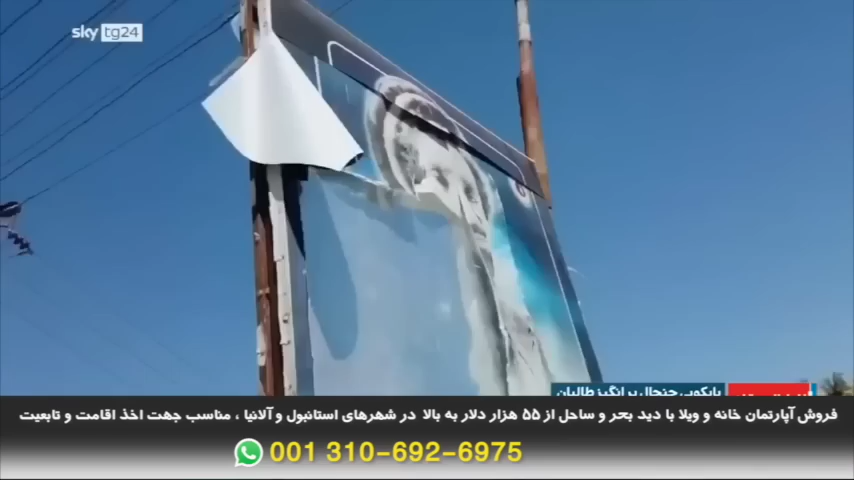 sky tg24
پایکوبی جنجال برانگیز طالبان
فروش آپارتمان خانه و ویلا با دید بحر و ساحل از ۵۵ هزار دلار به بالا در شهرهای استانبول و آلانیا ، مناسب جهت اخذ اقامت و تابعیت
001 310-692-6975